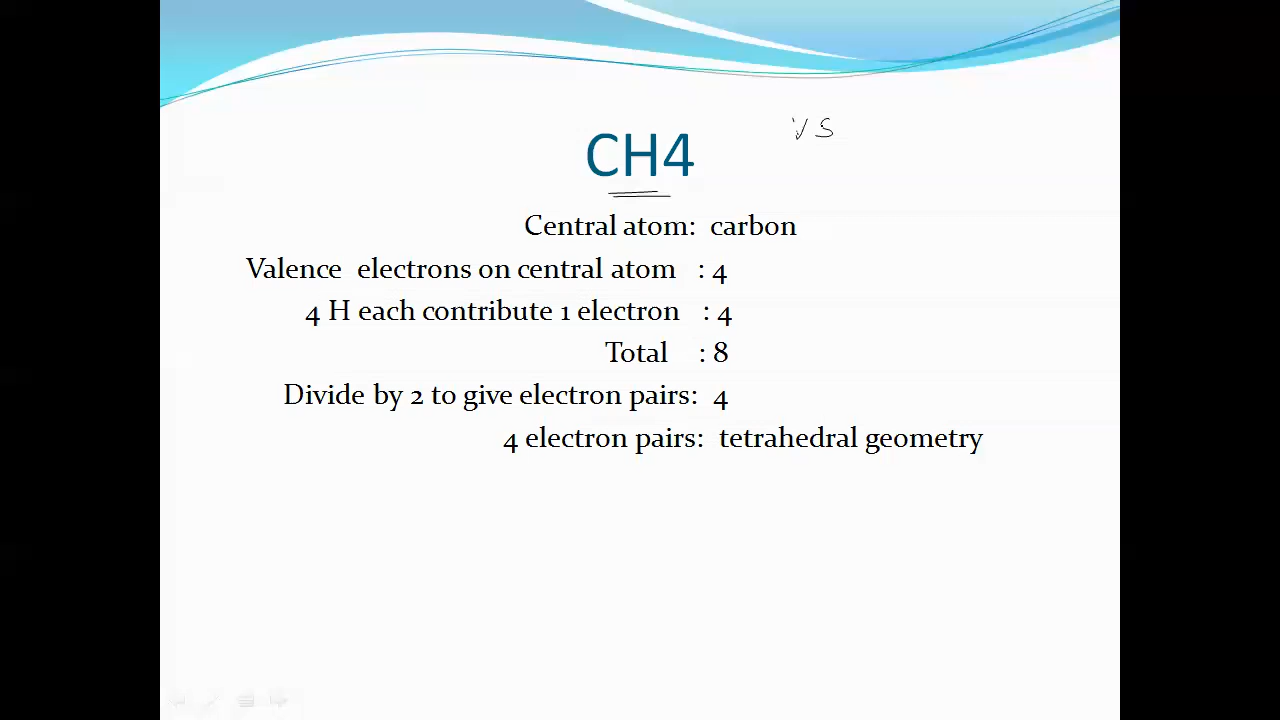 VS
CH4
Central atom: carbon
Valence electrons on central atom : 4
4 H each contribute 1 electron : 4
Total : 8
Divide by 2 to give electron pairs: 4
4 electron pairs: tetrahedral geometry